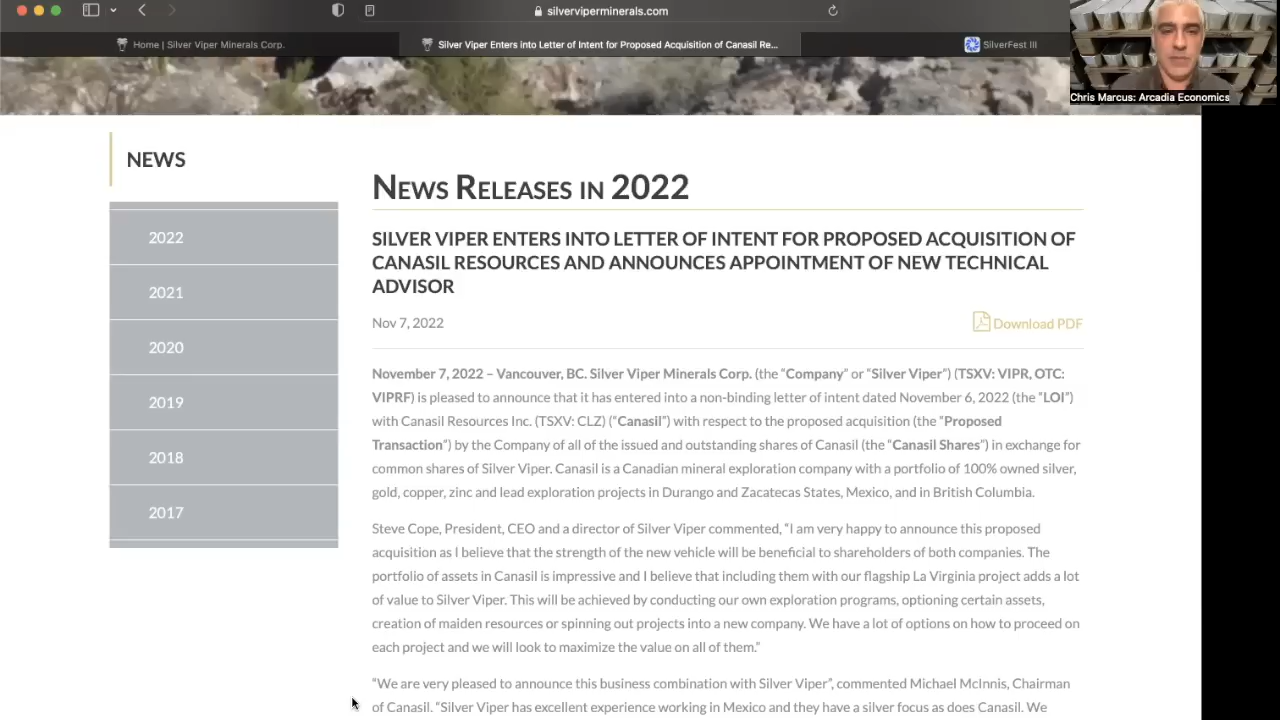 silverviperminerals.com
Home | Silver Viper Minerals Corp.
Silver Viper Enters into Letter of Intent for Proposed Acquisition of Canasil Re...
SilverFest III
Chris Marcus: Arcadia Economics
NEWS
2022
2021
2020
2019
2018
2017
NEWS RELEASES IN 2022
SILVER VIPER ENTERS INTO LETTER OF INTENT FOR PROPOSED ACQUISITION OF
CANASIL RESOURCES AND ANNOUNCES APPOINTMENT OF NEW TECHNICAL
ADVISOR
Nov 7, 2022
Download PDF
November 7, 2022 – Vancouver, BC. Silver Viper Minerals Corp. (the “Company” or “Silver Viper”) (TSXV: VIPR, OTC:
VIPRF) is pleased to announce that it has entered into a non-binding letter of intent dated November 6, 2022 (the “LOI”)
with Canasil Resources Inc. (TSXV: CLZ) (“Canasil”) with respect to the proposed acquisition (the “Proposed
Transaction”) by the Company of all of the issued and outstanding shares of Canasil (the “Canasil Shares”) in exchange for
common shares of Silver Viper. Canasil is a Canadian mineral exploration company with a portfolio of 100% owned silver,
gold, copper, zinc and lead exploration projects in Durango and Zacatecas States, Mexico, and in British Columbia.
Steve Cope, President, CEO and a director of Silver Viper commented, “I am very happy to announce this proposed
acquisition as I believe that the strength of the new vehicle will be beneficial to shareholders of both companies. The
portfolio of assets in Canasil is impressive and I believe that including them with our flagship La Virginia project adds a lot
of value to Silver Viper. This will be achieved by conducting our own exploration programs, optioning certain assets,
creation of maiden resources or spinning out projects into a new company. We have a lot of options on how to proceed on
each project and we will look to maximize the value on all of them.”
“We are very pleased to announce this business combination with Silver Viper”, commented Michael McInnis, Chairman
of Canasil. “Silver Viper has excellent experience working in Mexico and they have a silver focus as does Canasil. We